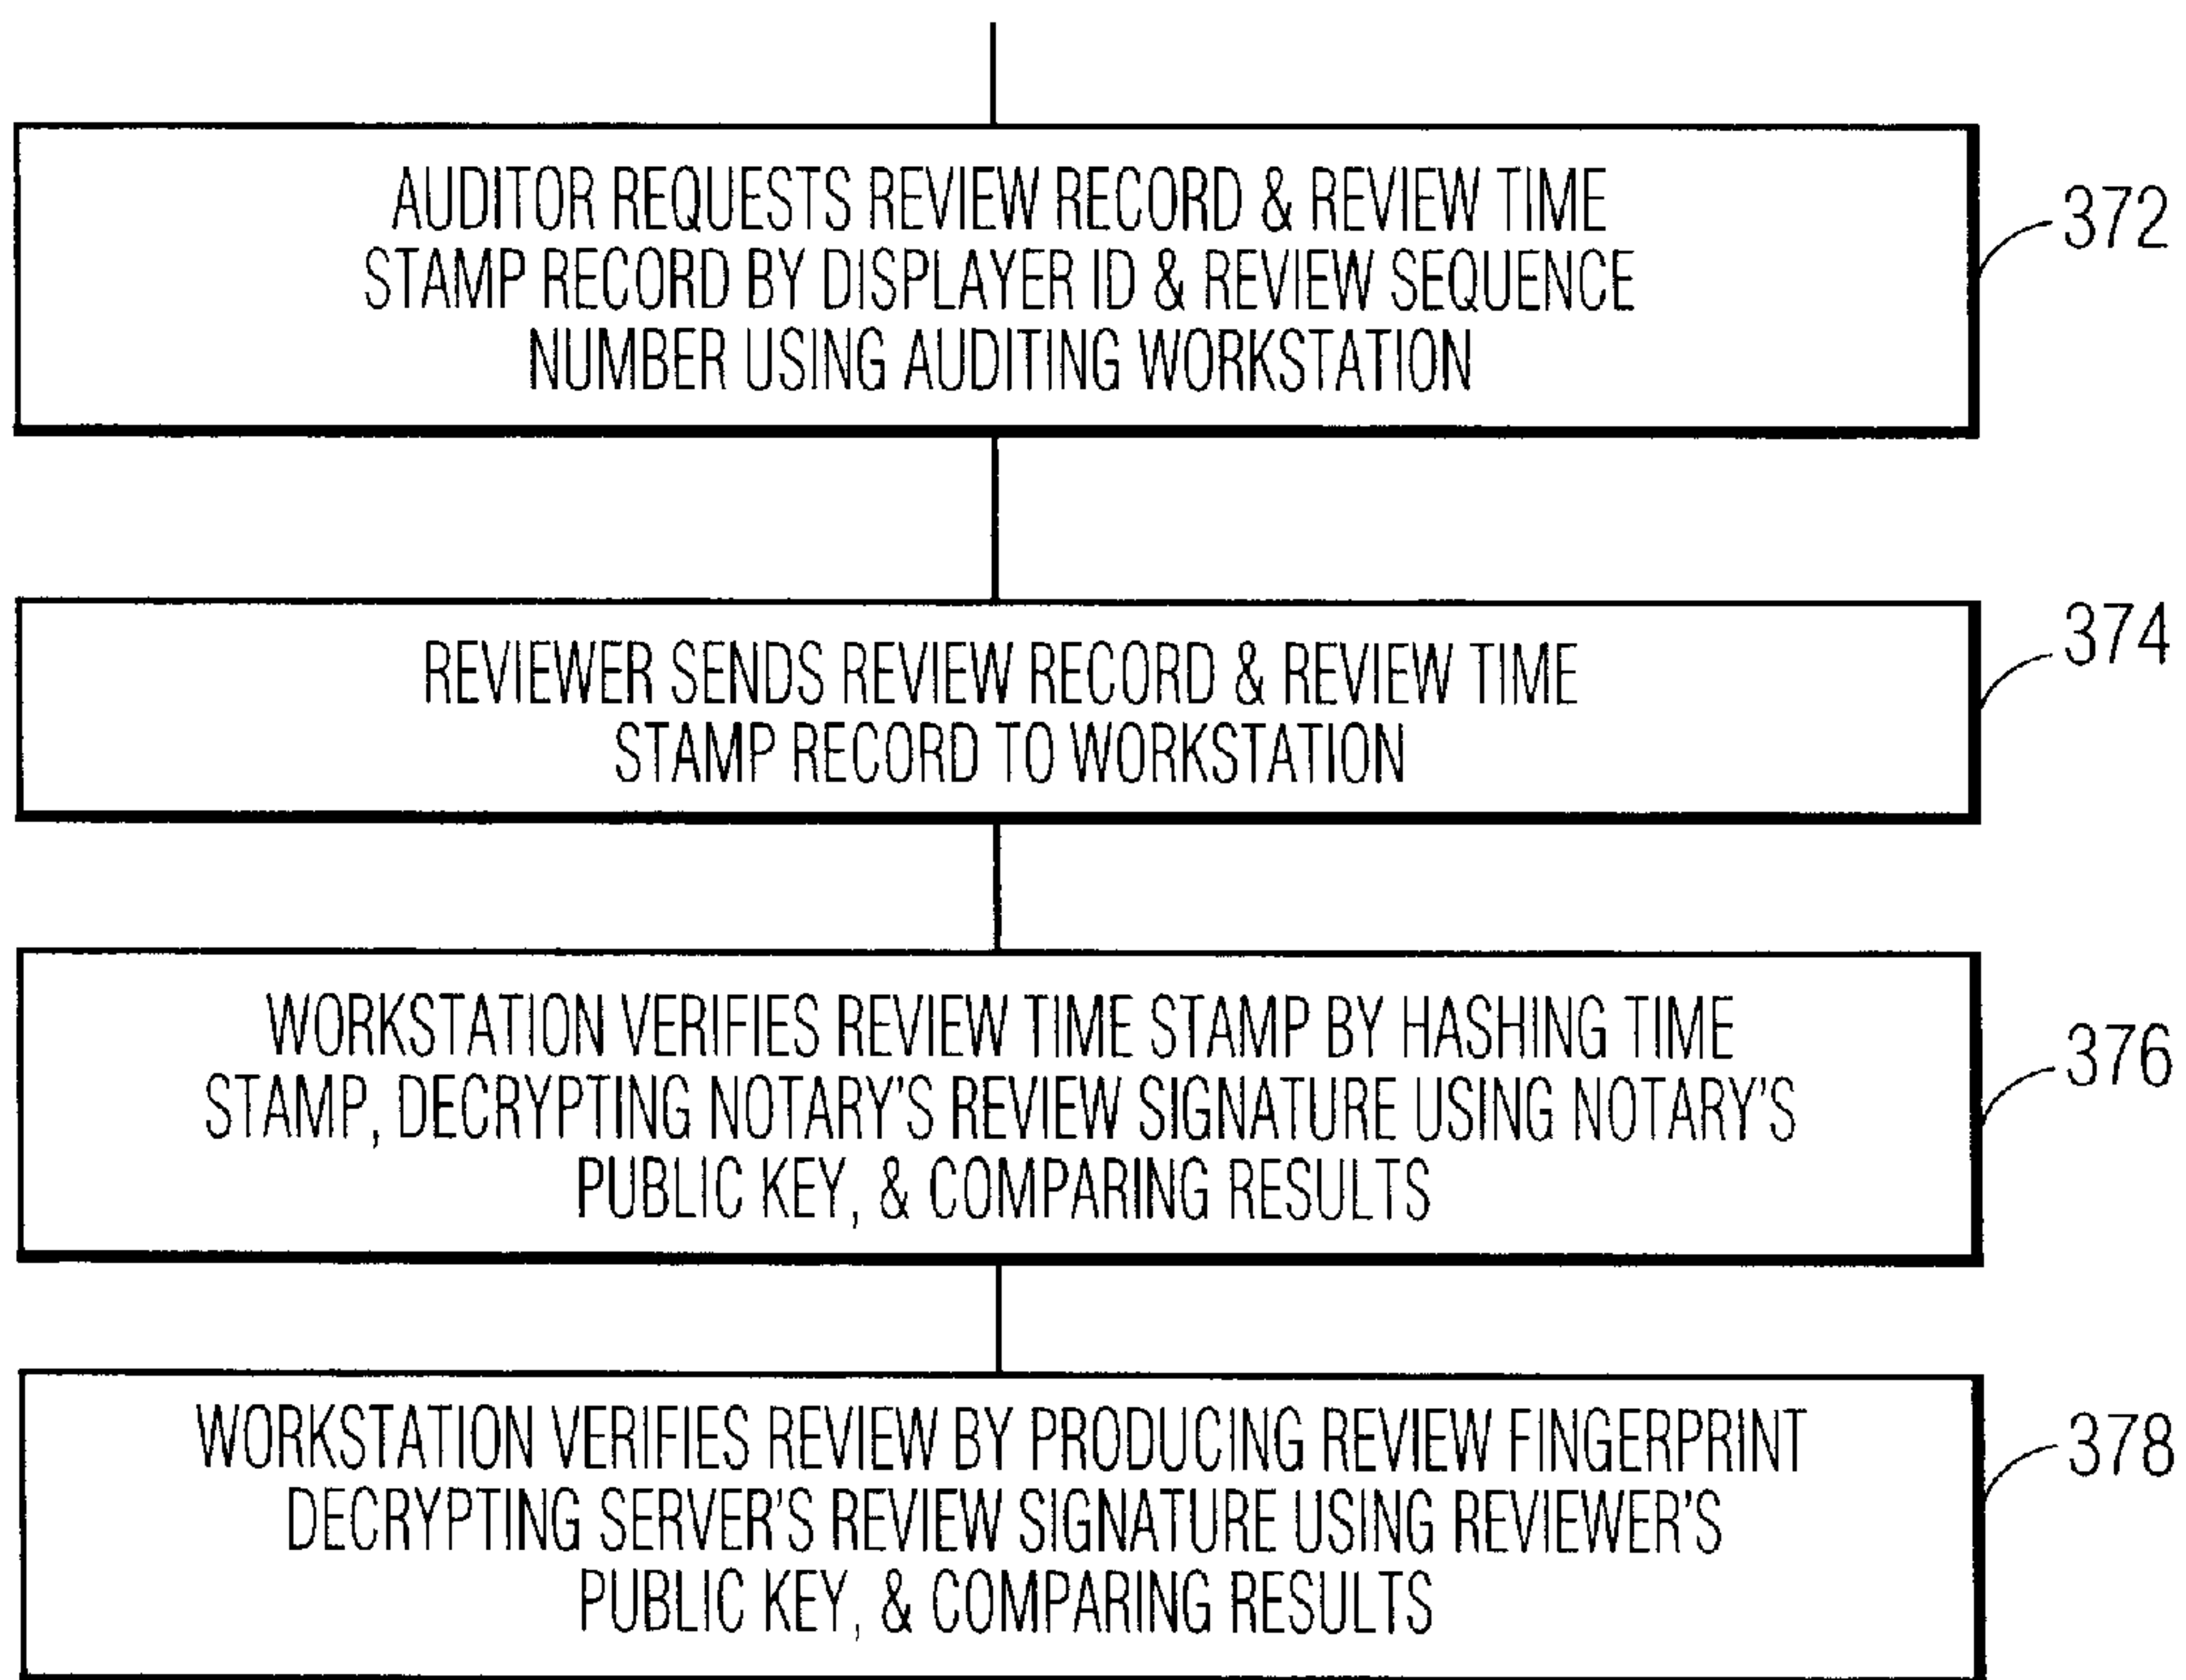 AUDITOR REQUESTS REVIEW RECORD & REVIEW TIME
STAMP RECORD BY DISPLAYER ID & REVIEW SEQUENCE
NUMBER USING AUDITING WORKSTATION
372
REVIEWER SENDS REVIEW RECORD & REVIEW TIME
STAMP RECORD TO WORKSTATION
374
WORKSTATION VERIFIES REVIEW TIME STAMP BY HASHING TIME
STAMP, DECRYPTING NOTARY'S REVIEW SIGNATURE USING NOTARY'S
PUBLIC KEY, & COMPARING RESULTS
376
WORKSTATION VERIFIES REVIEW BY PRODUCING REVIEW FINGERPRINT
DECRYPTING SERVER'S REVIEW SIGNATURE USING REVIEWER'S
PUBLIC KEY, & COMPARING RESULTS
378